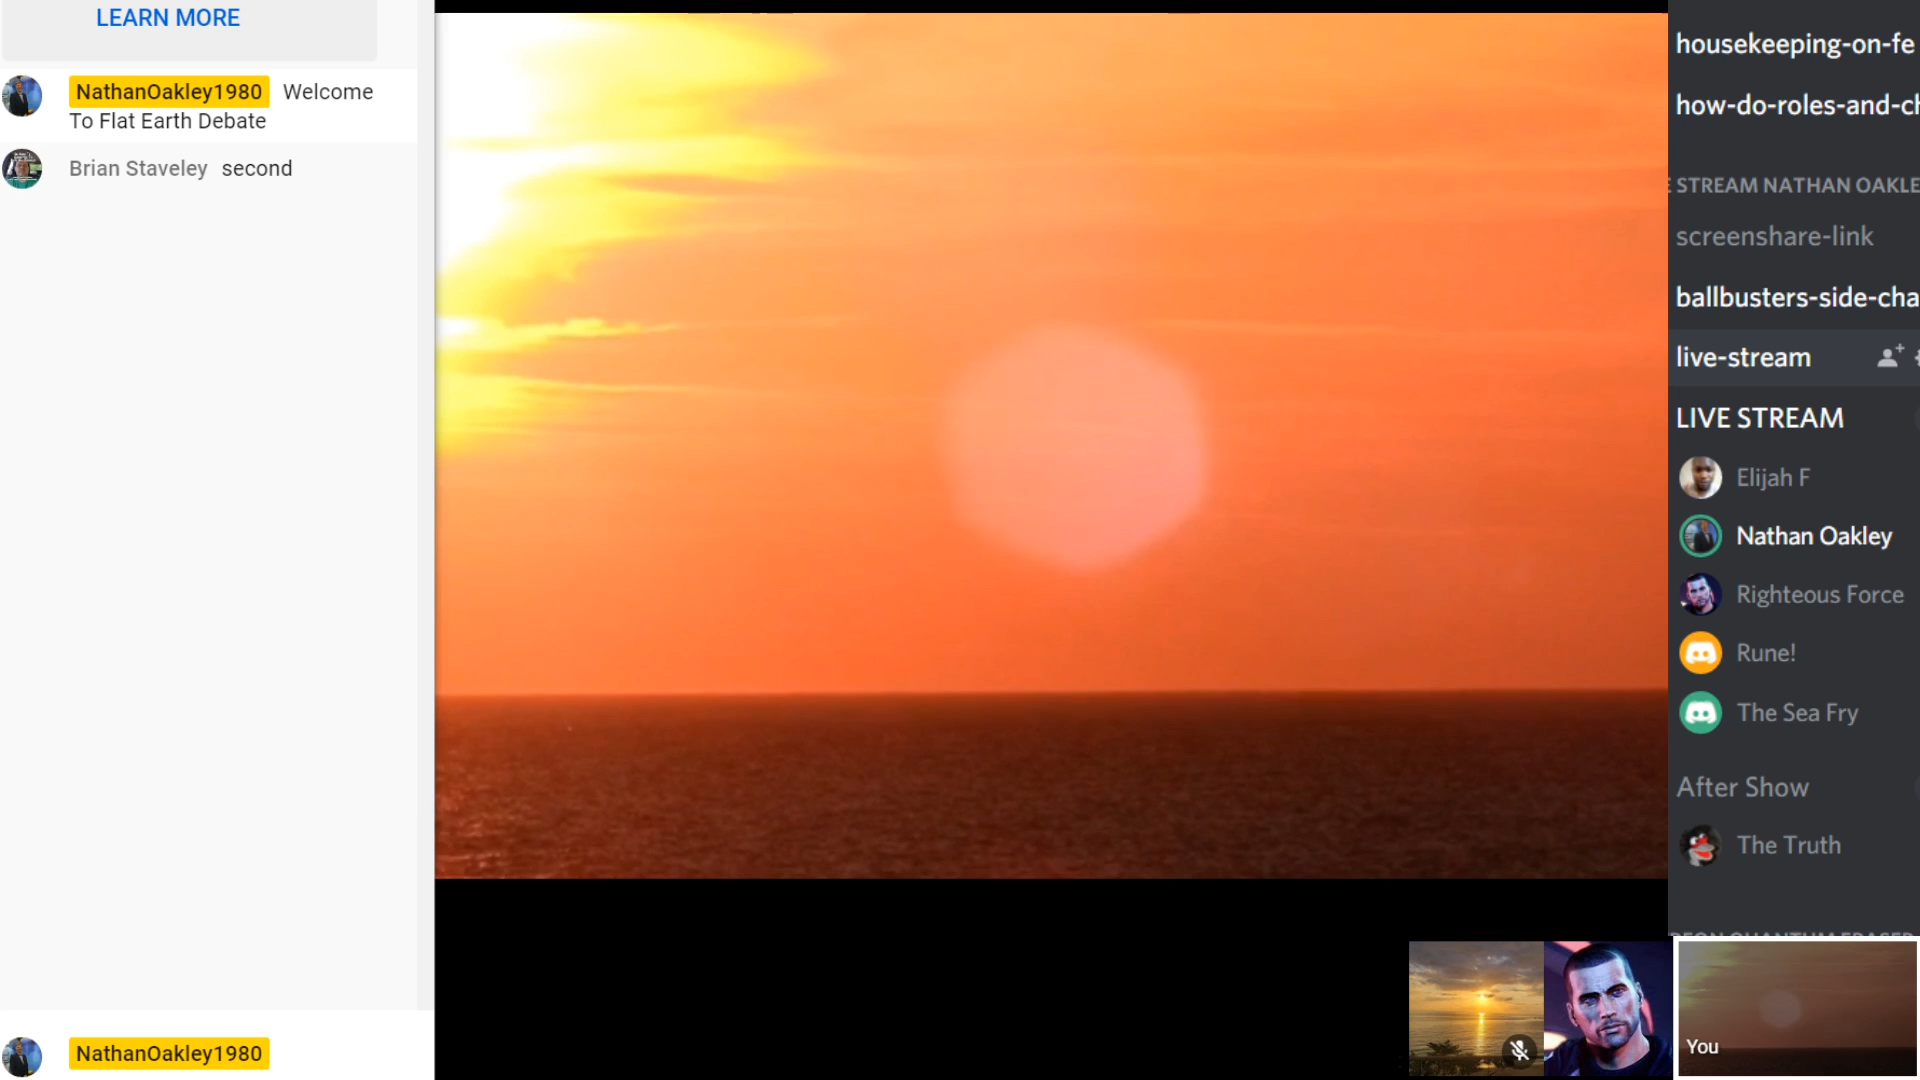 LEARN MORE
NathanOakley1980 Welcome
To Flat Earth Debate
Brian Staveley second
NathanOakley1980
housekeeping-on-fe
how-do-roles-and-ch
STREAM NATHAN OAKLE
screenshare-link
ballbusters-side-cha
live-stream
LIVE STREAM
Elijah F
Nathan Oakley
Righteous Force
Rune!
The Sea Fry
After Show
The Truth
You